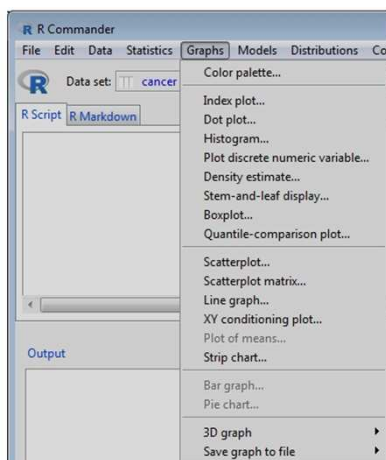 R R Commander
File Edit Data Statistics Graphs Models Distributions Co
R Data set: cancer
R Script R Markdown
Color palette...
Index plot...
Dot plot...
Histogram...
Plot discrete numeric variable...
Density estimate...
Stem-and-leaf display...
Boxplot...
Quantile-comparison plot...
Scatterplot...
Scatterplot matrix...
Line graph...
XY conditioning plot...
Plot of means...
Strip chart...
Bar graph...
Pie chart...
3D graph
Save graph to file
Output